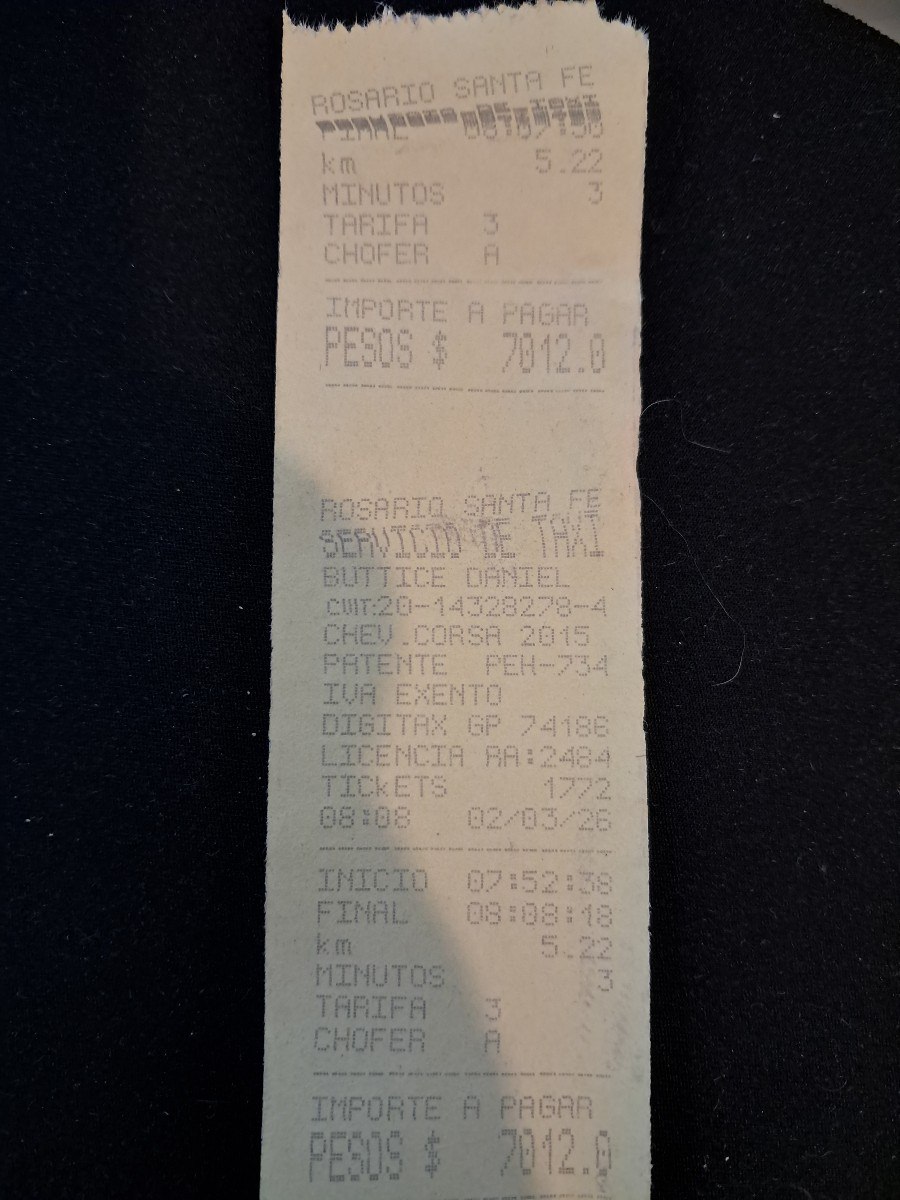 ROSARIO SANTA FE
FINAL
km 5.22
MINUTOS 3
TARIFA 3
CHOFER A
IMPORTE A PAGAR
PESOS $ 7012.0
ROSARIO SANTA FE
SERVICIO DE TAXI
BUTTICE DANIEL
CUIT:20-14328278-4
CHEV.CORSA 2015
PATENTE PEH-734
IVA EXENTO
DIGITAX GP 74186
LICENCIA RA:2484
TICkETS 1772
08:08 02/03/26
INICIO 07:52:38
FINAL 08:08:18
km 5.22
MINUTOS 3
TARIFA 3
CHOFER A
IMPORTE A PAGAR
PESOS $ 7012.0